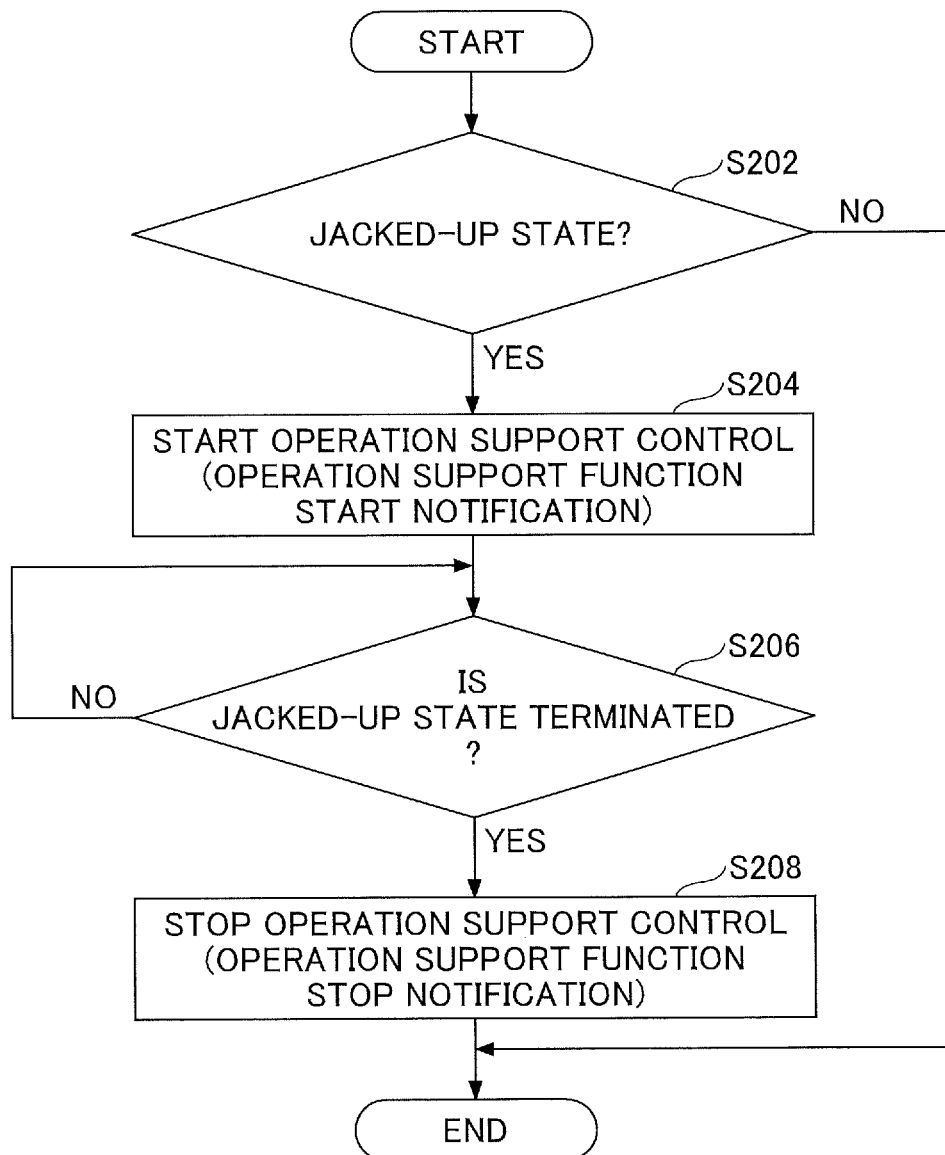 START
S202
JACKED-UP STATE?
NO
YES
S204
START OPERATION SUPPORT CONTROL
(OPERATION SUPPORT FUNCTION
START NOTIFICATION)
S206
IS
JACKED-UP STATE TERMINATED
?
NO
YES
S208
STOP OPERATION SUPPORT CONTROL
(OPERATION SUPPORT FUNCTION
STOP NOTIFICATION)
END